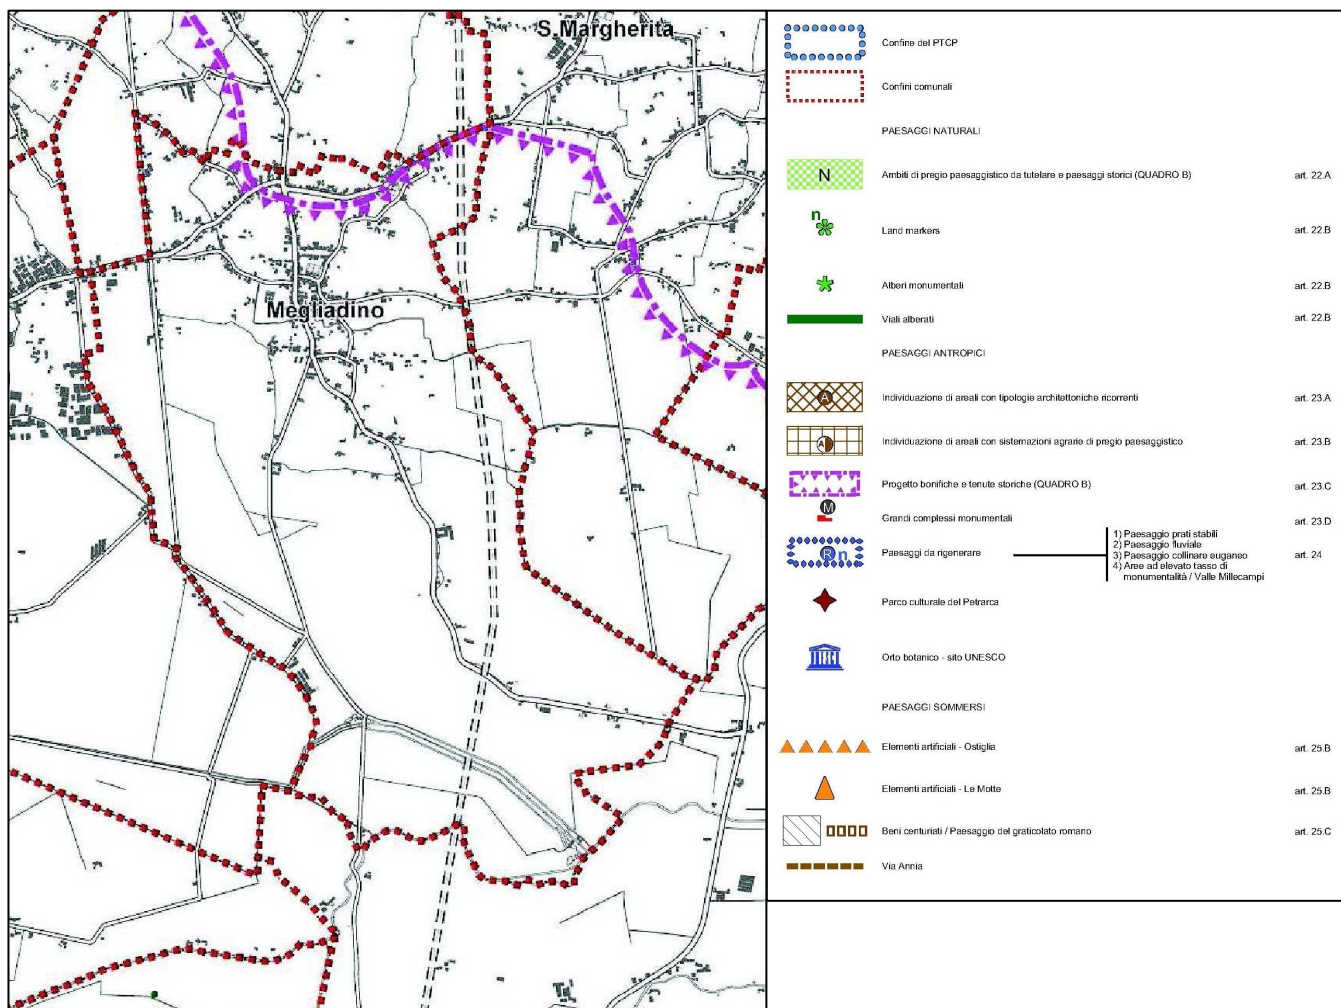 S.Margherita
Megliadino
Confine del PTCP
Confini comunali
PAESAGGI NATURALI
N
Ambiti di pregio paesaggistico da tutelare e paesaggi storici (QUADRO B) art. 22.A
n
Land markers art. 22.B
Alberi monumentali art. 22.B
Viali alberati art. 22.B
PAESAGGI ANTROPICI
A
Individuazione di areali con tipologie architettoniche ricorrenti art. 23.A
A
Individuazione di areali con sistemazioni agrarie di pregio paesaggistico art. 23.B
Progetto bonifiche e tenute storiche (QUADRO B) art. 23.C
M
Grandi complessi monumentali art. 23.D
R n
Paesaggi da rigenerare art. 24
1) Paesaggio prati stabili
2) Paesaggio fluviale
3) Paesaggio collinare euganeo
4) Aree ad elevato tasso di
monumentalità / Valle Millecampi
Parco culturale del Petrarca
Orto botanico - sito UNESCO
PAESAGGI SOMMERSI
Elementi artificiali - Ostiglia art. 25.B
Elementi artificiali - Le Motte art. 25.B
Beni centuriati / Paesaggio del graticolato romano art. 25.C
Via Annia